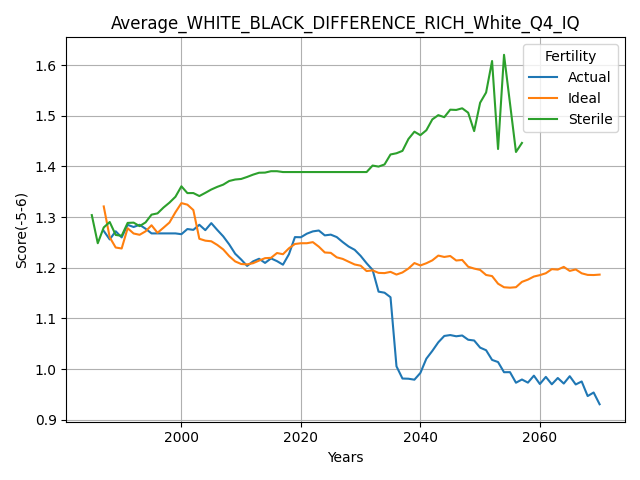 Average_WHITE_BLACK_DIFFERENCE_RICH_White_Q4_IQ
Fertility
Actual
Ideal
Sterile
Score(-5-6)
1.6
1.5
1.4
1.3
1.2
1.1
1.0
0.9
2000 2020 2040 2060
Years